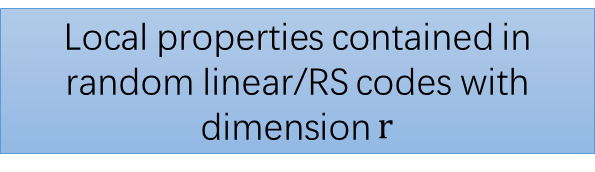 Local properties contained in
random linear/RS codes with
dimension r